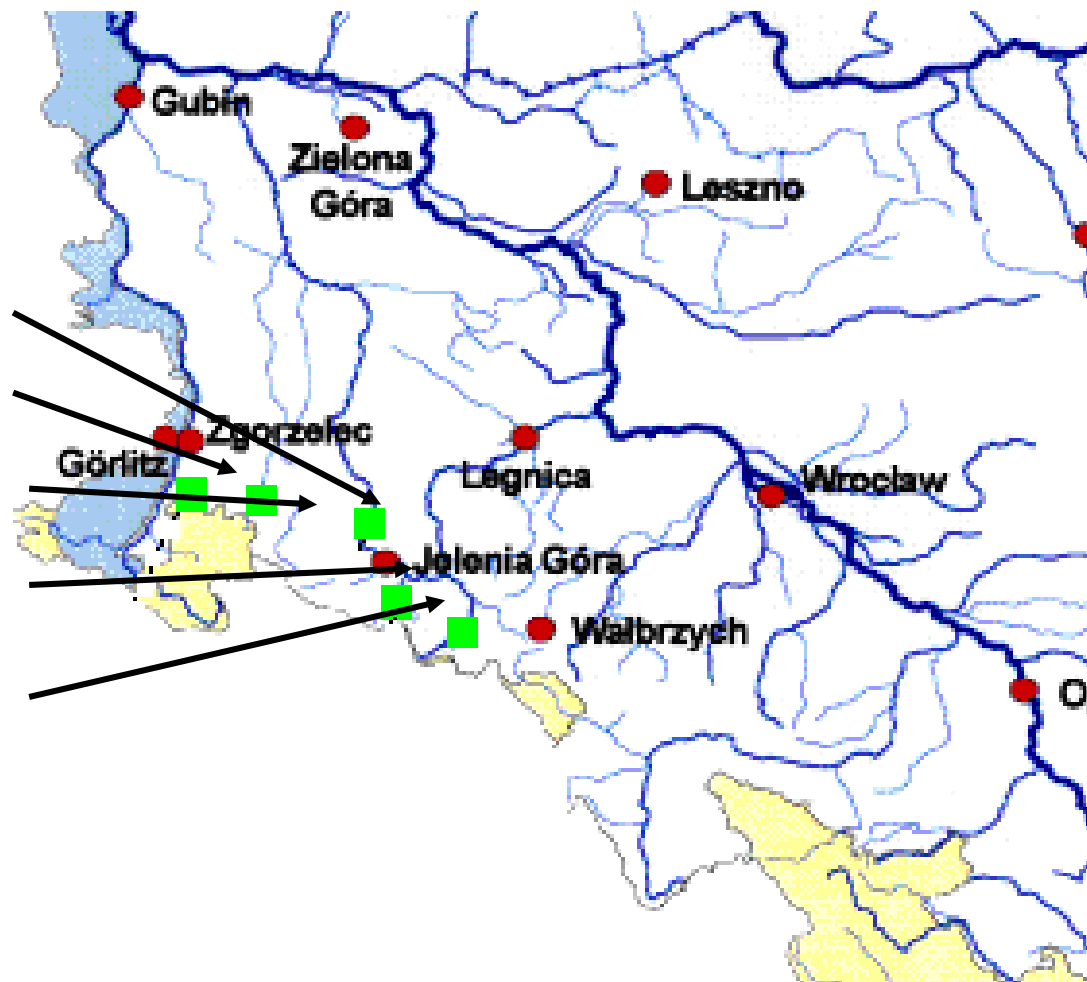 Gubin
Zielona
Góra
Leszno
Zgorzelec
Görlitz
Legnica
Wrocław
Jelenia Góra
Wałbrzych
O